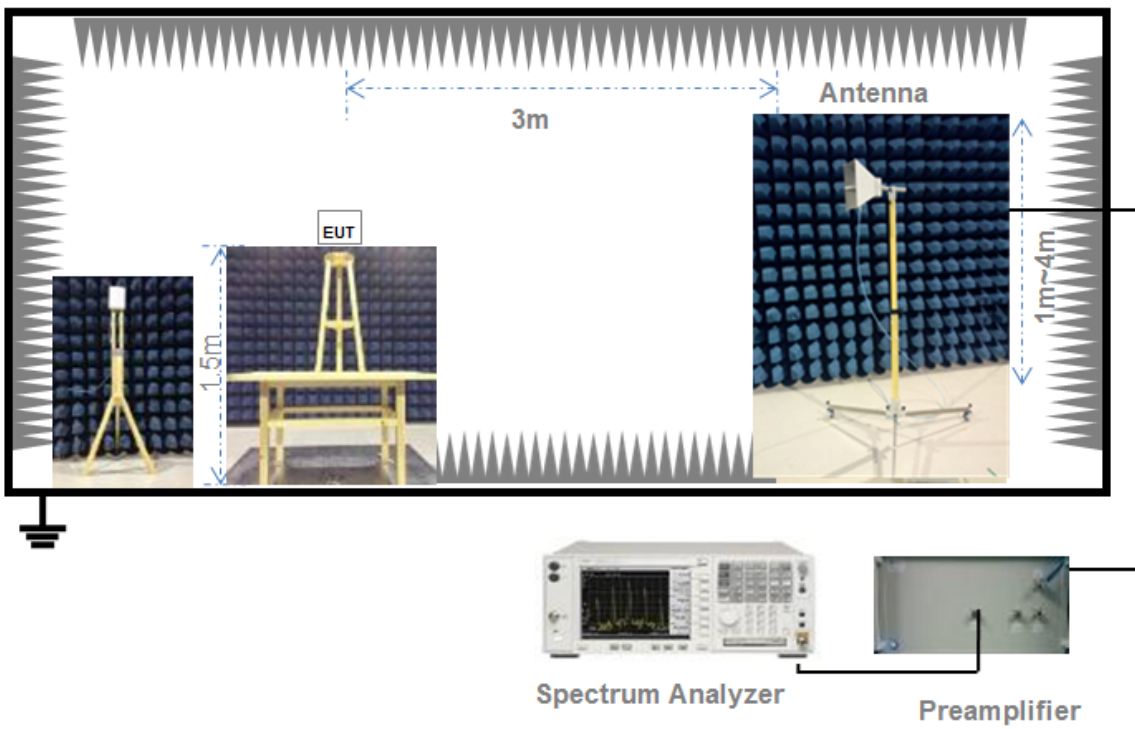 Antenna
3m
EUT
1.5m
1m~4m
Spectrum Analyzer
Preamplifier